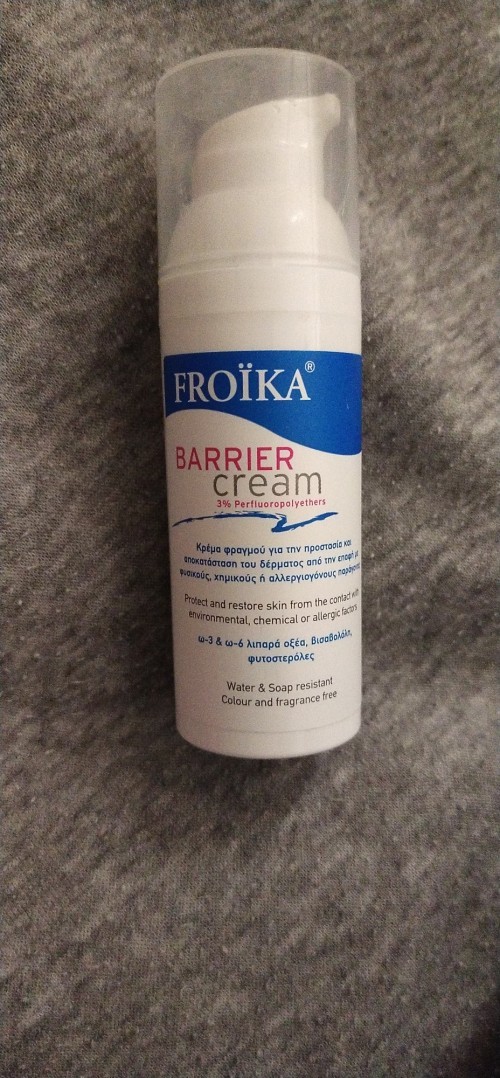 FROÏKA®
BARRIER
cream
3% Perfluoropolyethers
Κρέμα φραγμού για την προστασία και
αποκατάσταση του δέρματος από την επαφή με
φυσικούς, χημικούς ή αλλεργιογόνους παράγοντες
Protect and restore skin from the contact with
environmental, chemical or allergic factors
ω-3 & ω-6 λιπαρά οξέα, βισαβολόλη,
φυτοστερόλες
Water & Soap resistant
Colour and fragrance free